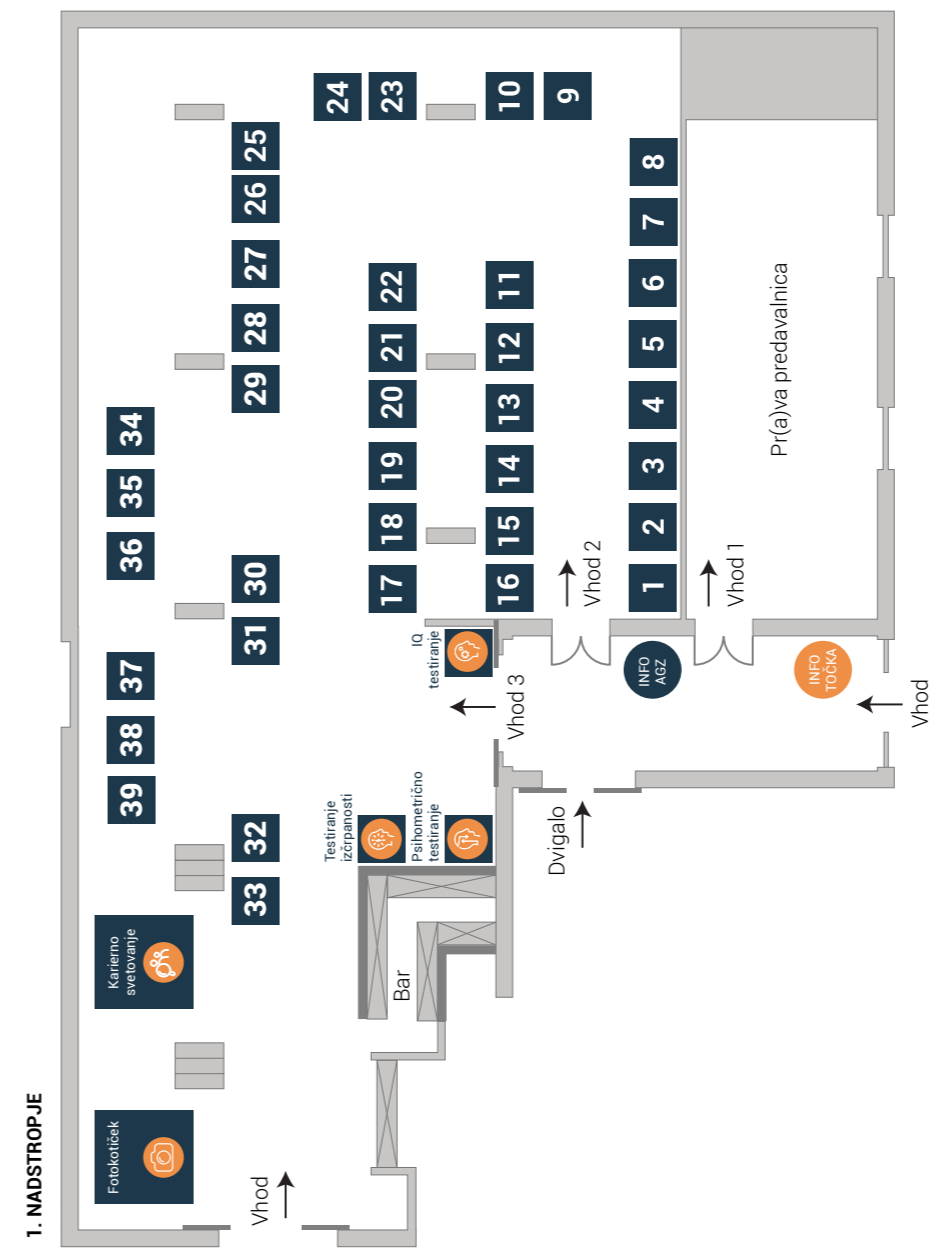 1. NADSTROPJE
Fotokotiček
Karierno
svetovanje
39
38
37
36
35
34
Vhod
33
32
31
30
29
28
27
26
25
Testiranje
izčrpanosti
24
17
18
19
20
21
22
23
Bar
Psihometrično
testiranje
IQ
testiranje
Vhod 3
16
15
14
13
12
11
10
Dvigalo
9
Vhod 2
INFO
AGZ
1
2
3
4
5
6
7
8
Vhod 1
Pr(a)va predavalnica
INFO
TOČKA
Vhod